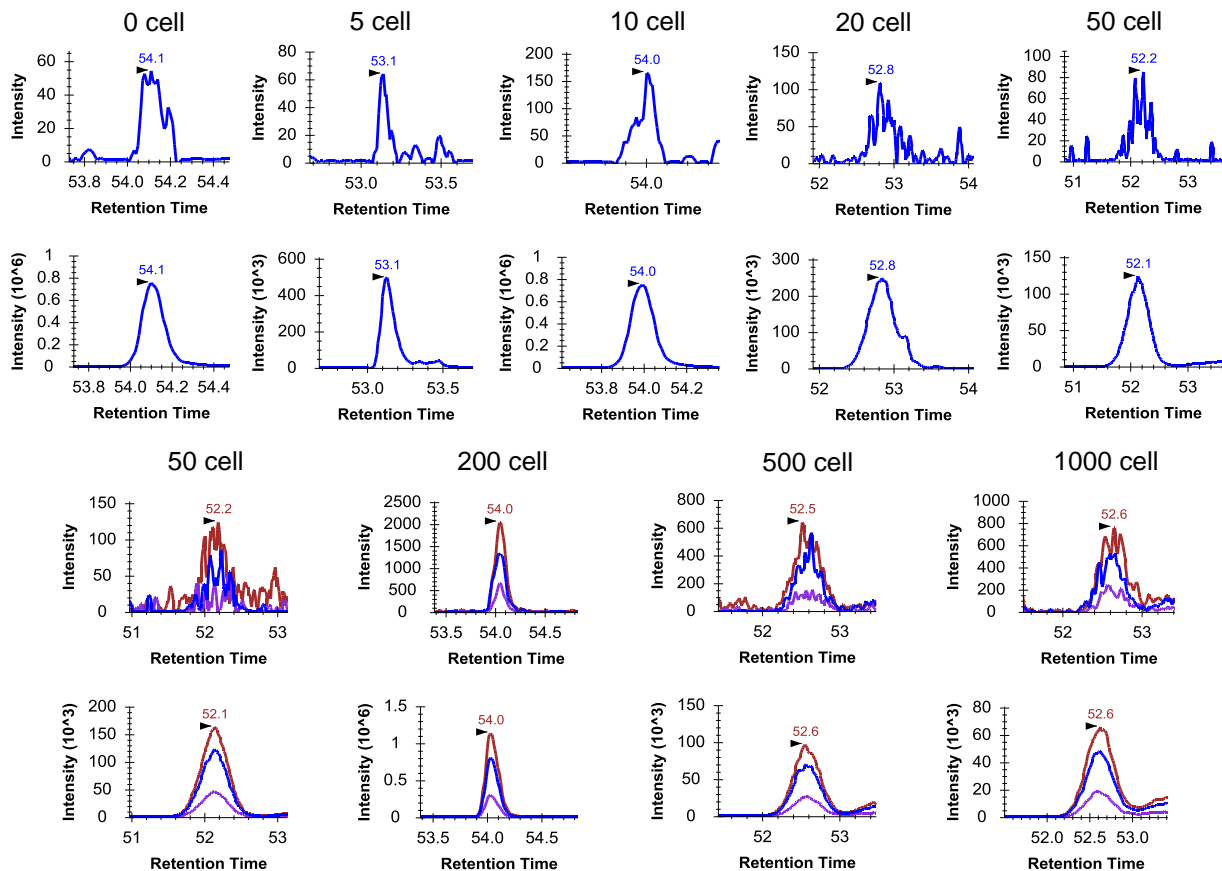 0 cell 5 cell 10 cell 20 cell 50 cell
60 40 20 0 Intensity 54.1 53.8 54.0 54.2 54.4 Retention Time
80 60 40 20 0 Intensity 53.1 53.0 53.5 Retention Time
200 150 100 50 0 Intensity 54.0 54.0 Retention Time
150 100 50 0 Intensity 52.8 52 53 54 Retention Time
100 80 60 40 20 0 Intensity 52.2 51 52 53 Retention Time
1 0.8 0.6 0.4 0.2 0 Intensity (10^6) 54.1 53.8 54.0 54.2 54.4 Retention Time
600 400 200 0 Intensity (10^3) 53.1 53.0 53.5 Retention Time
1 0.8 0.6 0.4 0.2 0 Intensity (10^6) 54.0 53.8 54.0 54.2 Retention Time
300 200 100 0 Intensity (10^3) 52.8 52 53 54 Retention Time
150 100 50 0 Intensity (10^3) 52.1 51 52 53 Retention Time
50 cell 200 cell 500 cell 1000 cell
150 100 50 0 Intensity 52.2 51 52 53 Retention Time
2500 2000 1500 1000 500 0 Intensity 54.0 53.5 54.0 54.5 Retention Time
800 600 400 200 0 Intensity 52.5 52 53 Retention Time
1000 800 600 400 200 0 Intensity 52.6 52 53 Retention Time
200 150 100 50 0 Intensity (10^3) 52.1 51 52 53 Retention Time
1.5 1 0.5 0 Intensity (10^6) 54.0 53.5 54.0 54.5 Retention Time
150 100 50 0 Intensity (10^3) 52.6 52 53 Retention Time
80 60 40 20 0 Intensity (10^3) 52.6 52.0 52.5 53.0 Retention Time